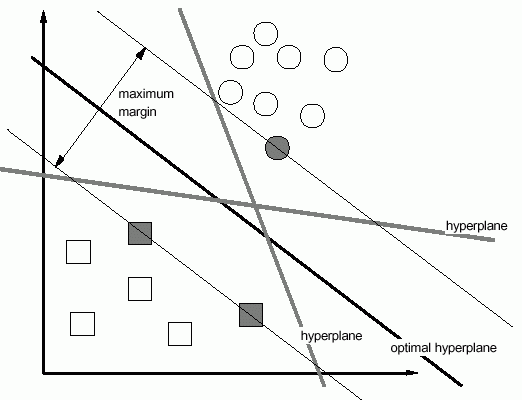 maximum
margin
hyperplane
hyperplane
optimal hyperplane